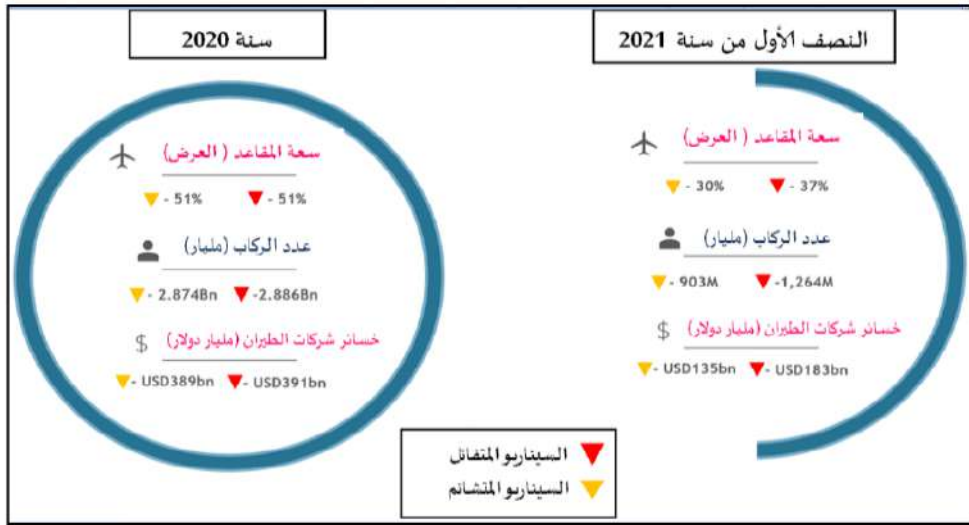 النصف الأول من سنة 2021
سعة المقاعد ( العرض)
- 30% - 37%
عدد الركاب (مليار)
- 903M -1,264M
خسائر شركات الطيران (مليار دولار)
$
- USD135bn - USD183bn
سنة 2020
سعة المقاعد ( العرض)
- 51% - 51%
عدد الركاب (مليار)
- 2.874Bn -2.886Bn
خسائر شركات الطيران (مليار دولار)
$
- USD389bn - USD391bn
السيناريو المتفائل
السيناريو المتشائم